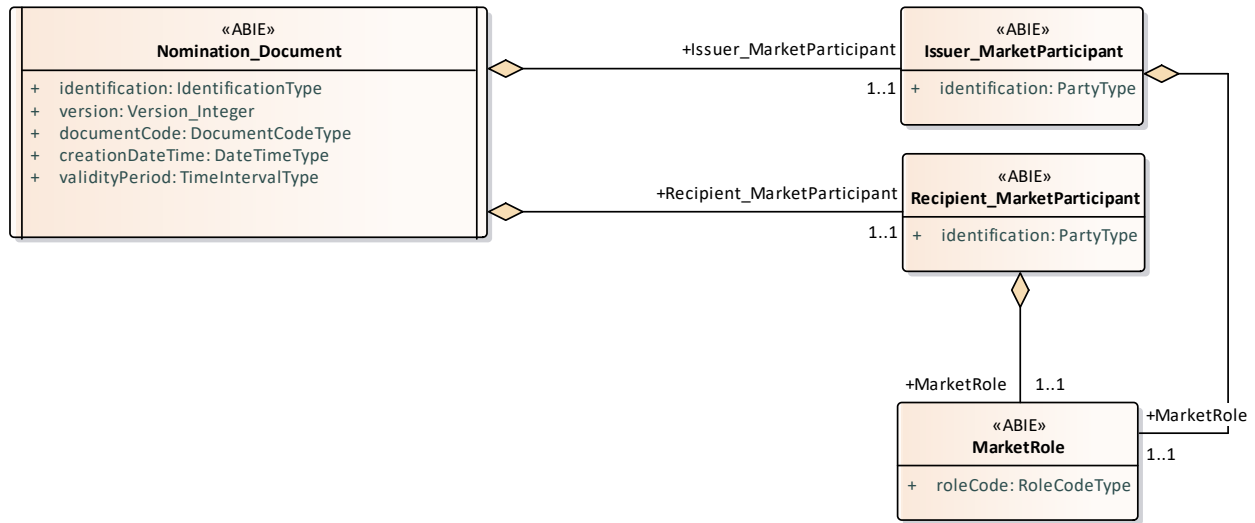 «ABIE»
Nomination_Document
+ identification: IdentificationType
+ version: Version_Integer
+ documentCode: DocumentCodeType
+ creationDateTime: DateTimeType
+ validityPeriod: TimeIntervalType
+Issuer_MarketParticipant
1..1
«ABIE»
Issuer_MarketParticipant
+ identification: PartyType
+Recipient_MarketParticipant
1..1
«ABIE»
Recipient_MarketParticipant
+ identification: PartyType
+MarketRole 1..1
+MarketRole
1..1
«ABIE»
MarketRole
+ roleCode: RoleCodeType